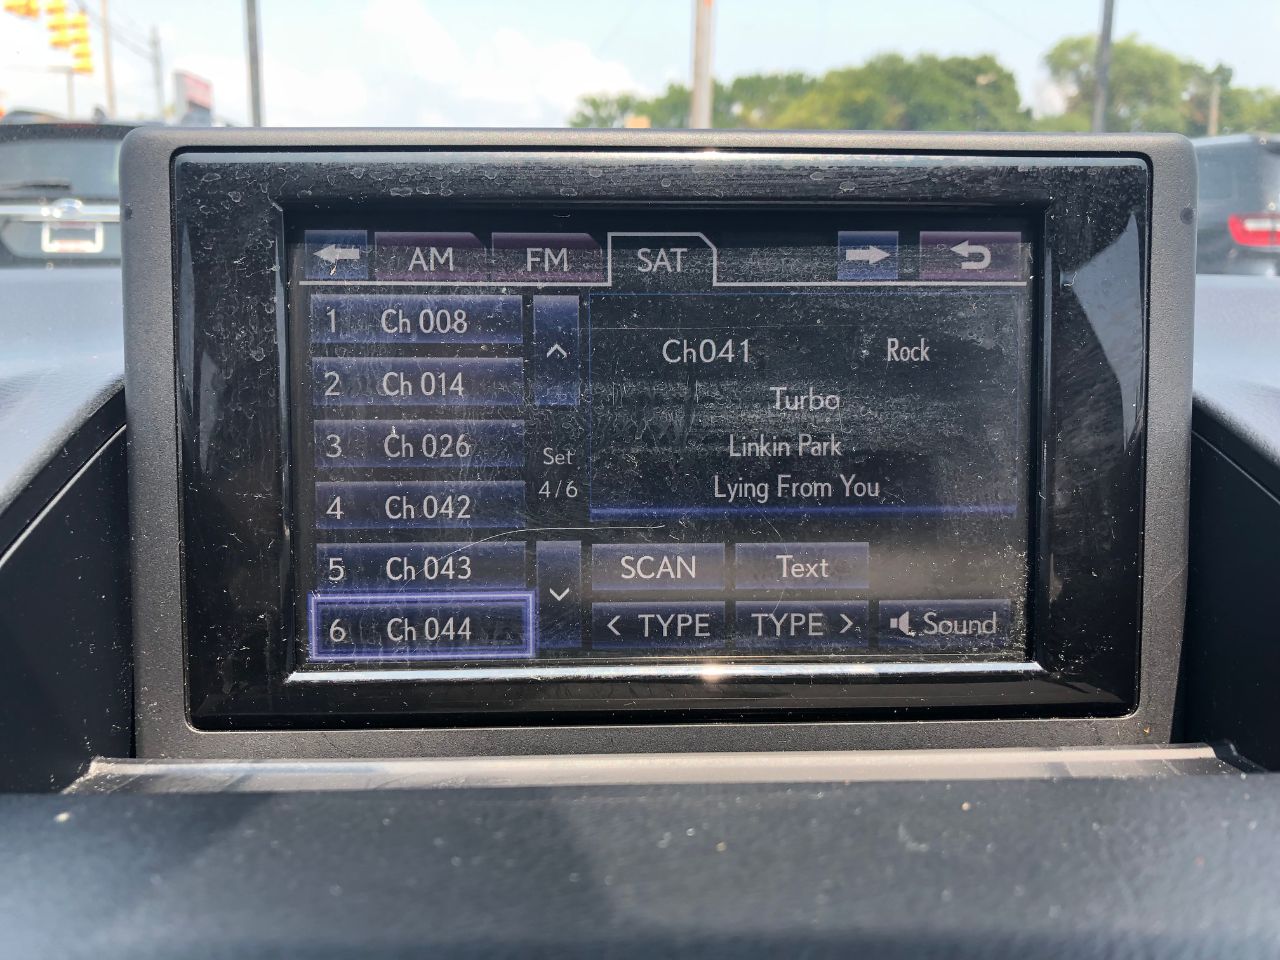 AM FM SAT
1 Ch 008
2 Ch 014
3 Ch 026
4 Ch 042
5 Ch 043
6 Ch 044
Set
4/6
Ch041 Rock
Turbo
Linkin Park
Lying From You
SCAN Text
< TYPE TYPE > Sound